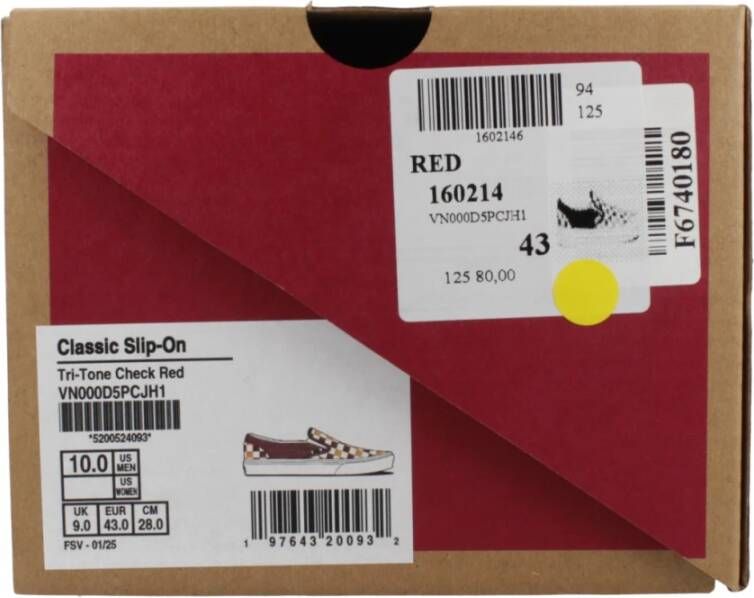 94
125
1602146
RED
160214
VN000D5PCJH1
43
125 80,00
F6740180
Classic Slip-On
Tri-Tone Check Red
VN000D5PCJH1
*5200524093*
10.0 US MEN
US WOMEN
UK EUR CM
9.0 43.0 28.0
FSV - 01/25
1 97643 20093 2